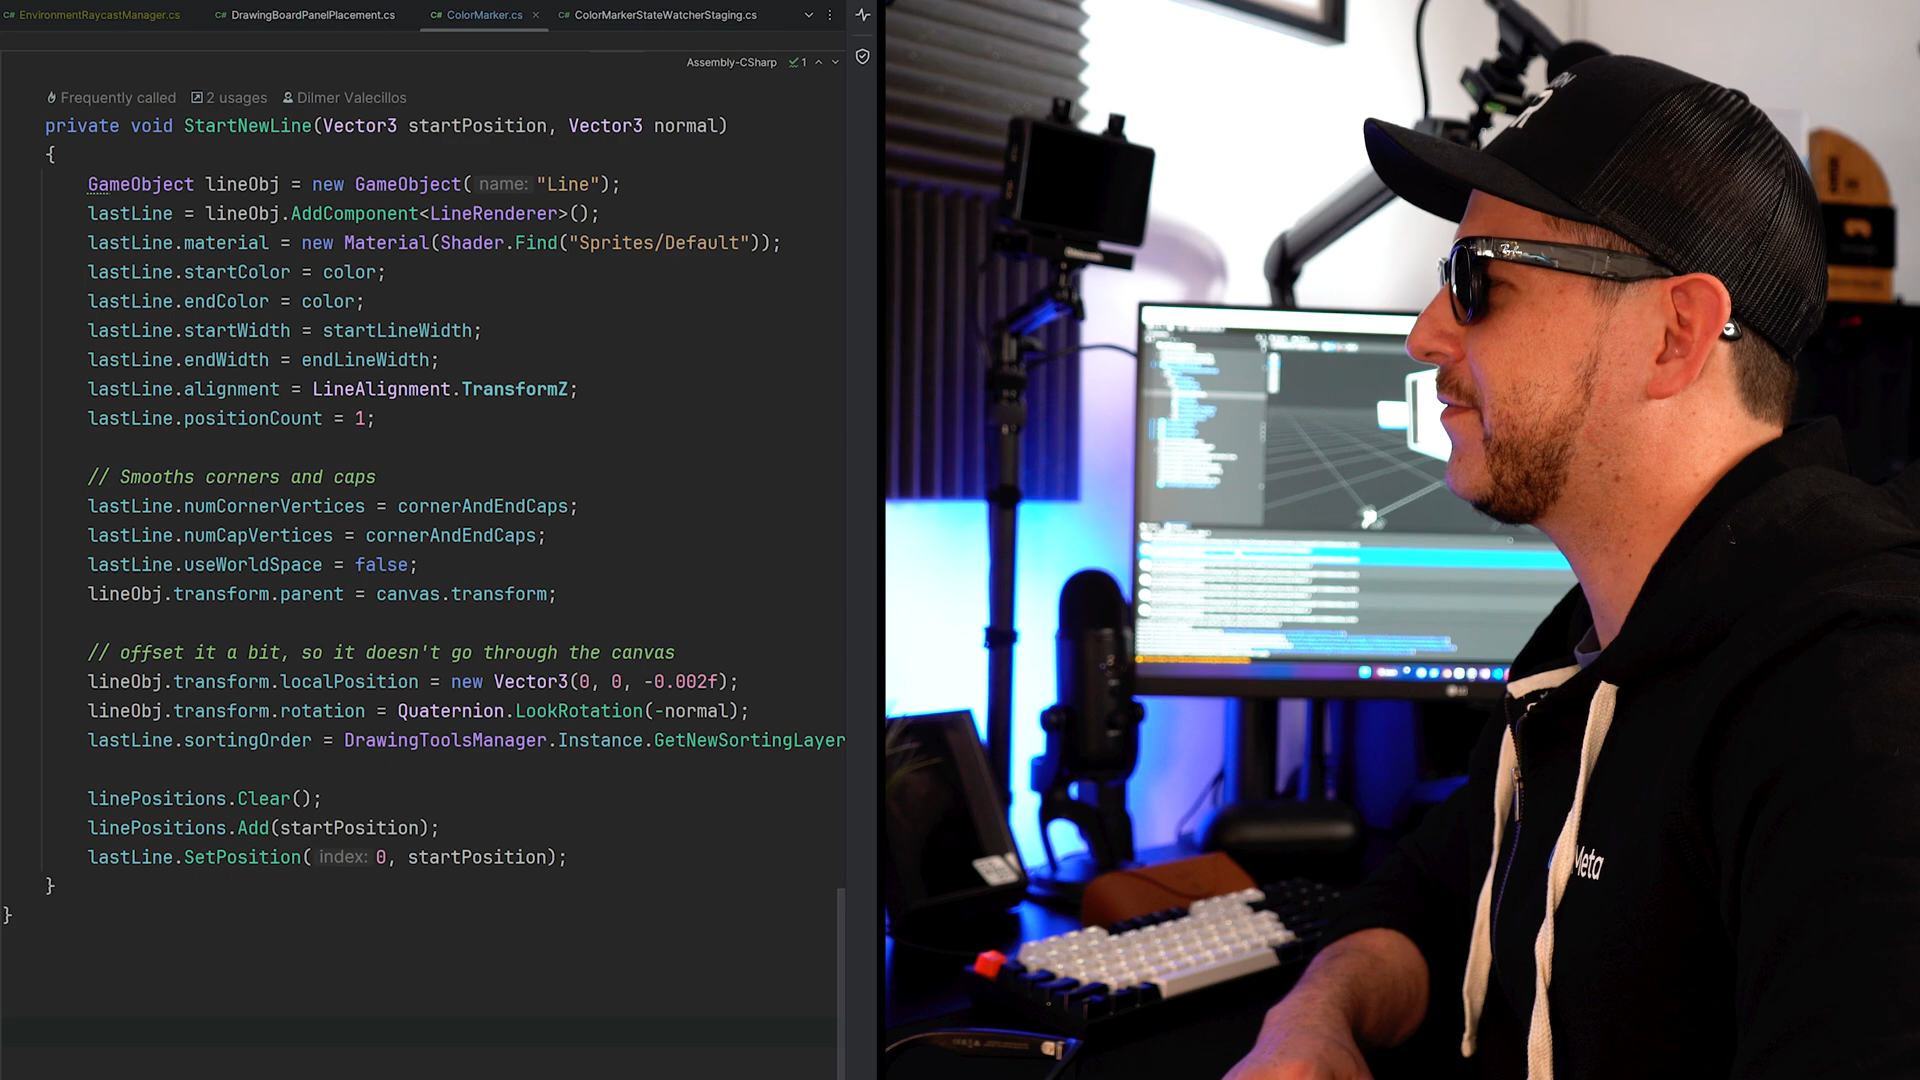 EnvironmentRaycastManager.cs
DrawingBoardPanelPlacement.cs
ColorMarker.cs
ColorMarkerStateWatcherStaging.cs
Assembly-CSharp 1
Frequently called 2 usages Dilmer Valecillos
private void StartNewLine(Vector3 startPosition, Vector3 normal)
{
GameObject lineObj = new GameObject( name: "Line");
lastLine = lineObj.AddComponent<LineRenderer>();
lastLine.material = new Material(Shader.Find("Sprites/Default"));
lastLine.startColor = color;
lastLine.endColor = color;
lastLine.startWidth = startLineWidth;
lastLine.endWidth = endLineWidth;
lastLine.alignment = LineAlignment.TransformZ;
lastLine.positionCount = 1;
// Smooths corners and caps
lastLine.numCornerVertices = cornerAndEndCaps;
lastLine.numCapVertices = cornerAndEndCaps;
lastLine.useWorldSpace = false;
lineObj.transform.parent = canvas.transform;
// offset it a bit, so it doesn't go through the canvas
lineObj.transform.localPosition = new Vector3(0, 0, -0.002f);
lineObj.transform.rotation = Quaternion.LookRotation(-normal);
lastLine.sortingOrder = DrawingToolsManager.Instance.GetNewSortingLayer
linePositions.Clear();
linePositions.Add(startPosition);
lastLine.SetPosition( index: 0, startPosition);
}
}
Meta